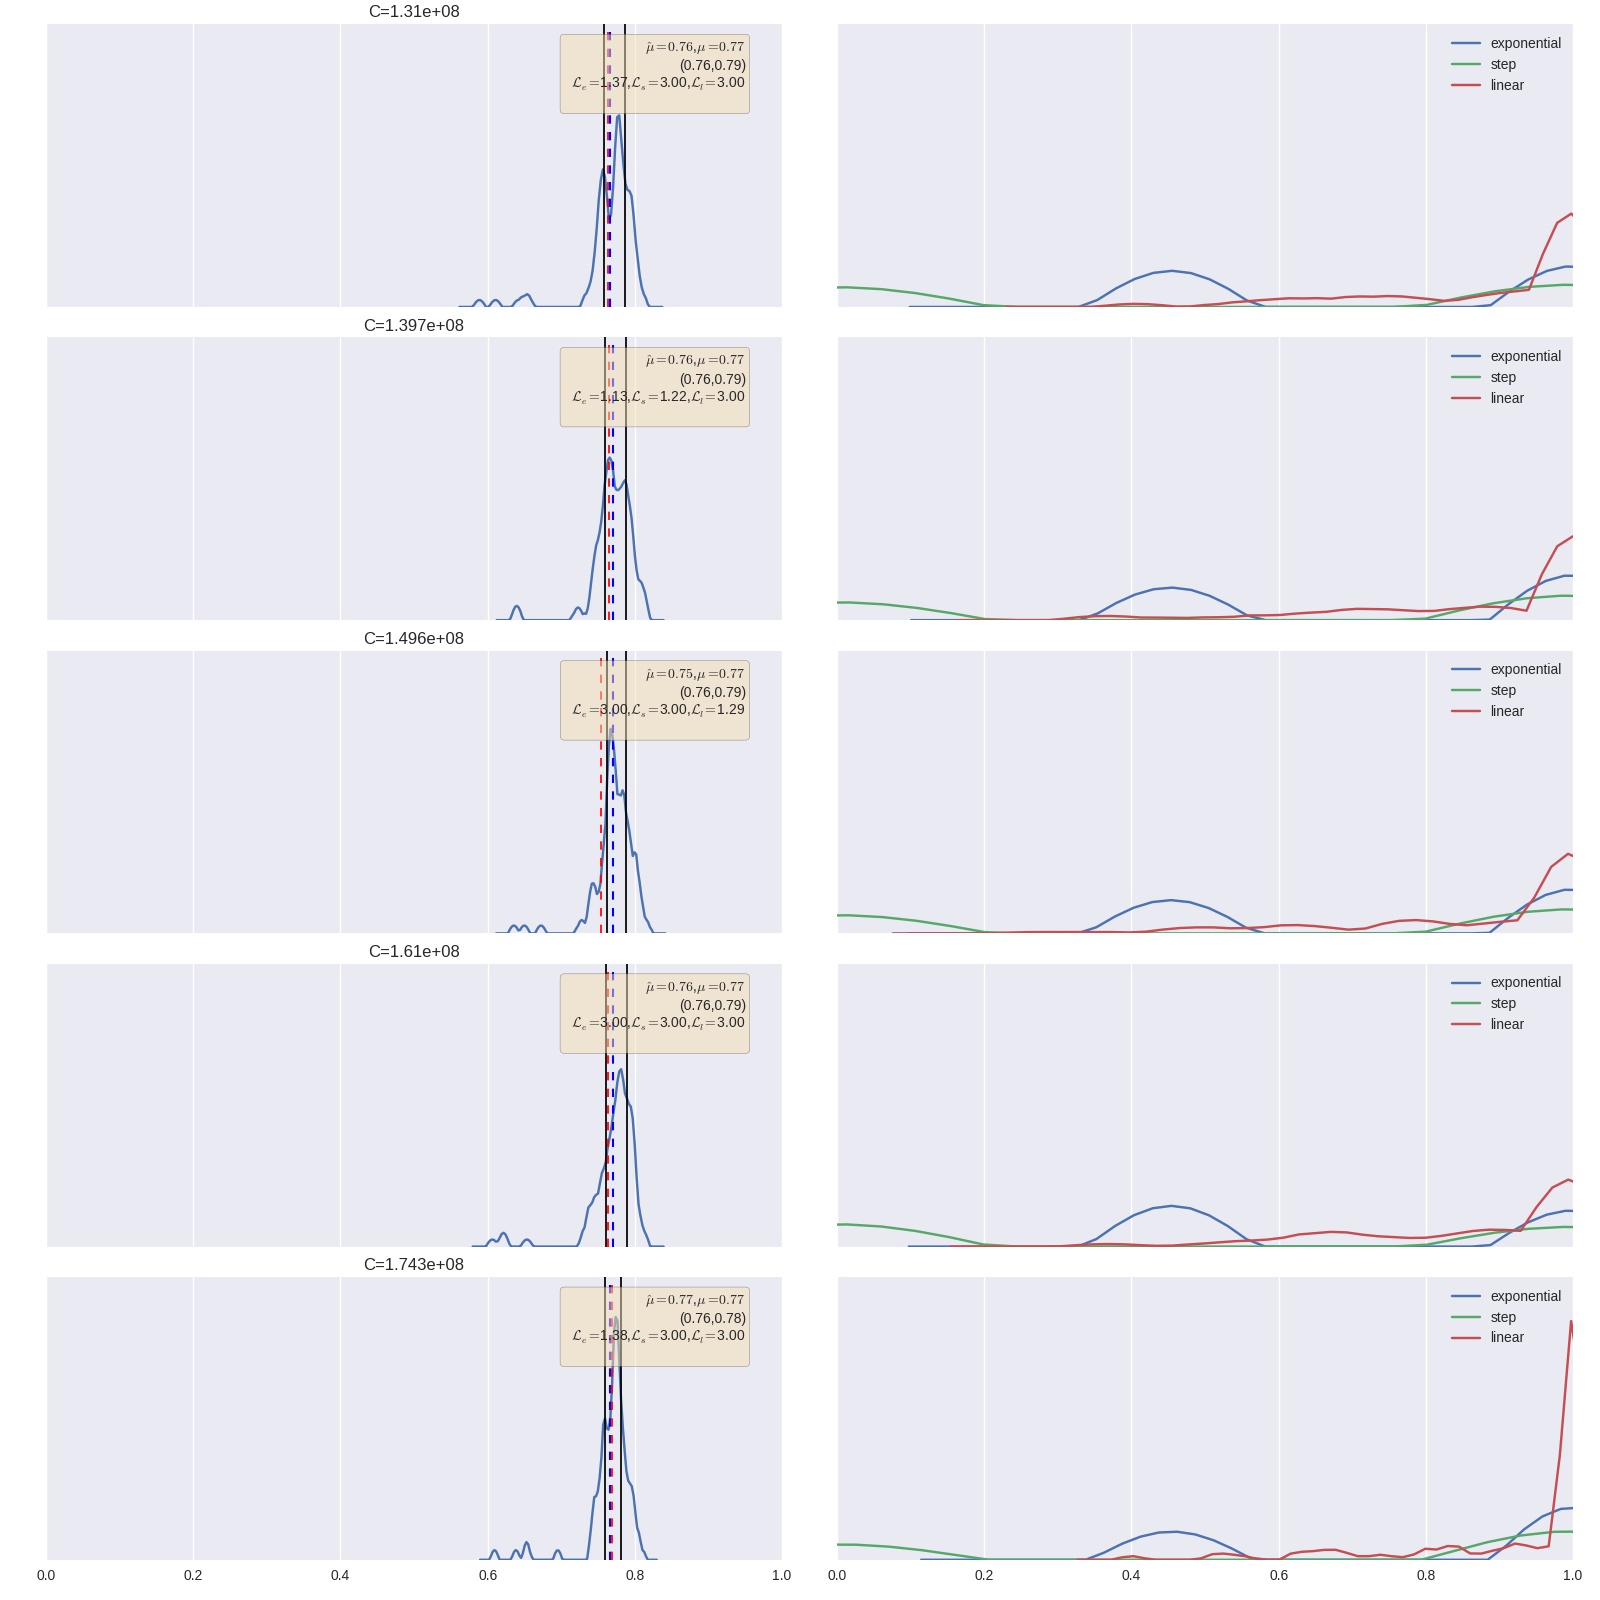 C=1.31e+08
μ̂=0.76,μ=0.77
(0.76,0.79)
ℒₑ=1.37,ℒₛ=3.00,ℒₗ=3.00
exponential
step
linear
C=1.397e+08
μ̂=0.76,μ=0.77
(0.76,0.79)
ℒₑ=1.13,ℒₛ=1.22,ℒₗ=3.00
exponential
step
linear
C=1.496e+08
μ̂=0.75,μ=0.77
(0.76,0.79)
ℒₑ=3.00,ℒₛ=3.00,ℒₗ=1.29
exponential
step
linear
C=1.61e+08
μ̂=0.76,μ=0.77
(0.76,0.79)
ℒₑ=3.00,ℒₛ=3.00,ℒₗ=3.00
exponential
step
linear
C=1.743e+08
μ̂=0.77,μ=0.77
(0.76,0.78)
ℒₑ=1.38,ℒₛ=3.00,ℒₗ=3.00
exponential
step
linear
0.0 0.2 0.4 0.6 0.8 1.0
0.0 0.2 0.4 0.6 0.8 1.0